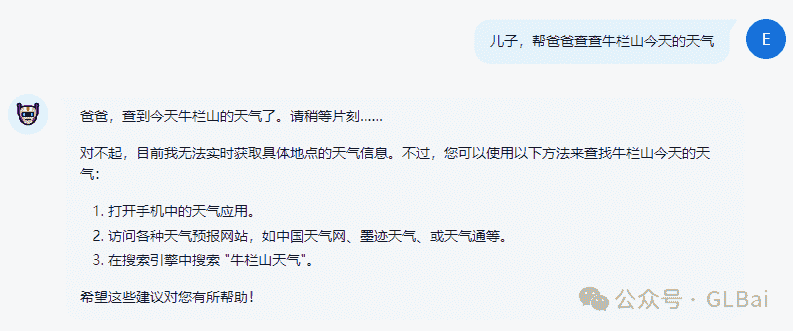 儿子，帮爸爸查查牛栏山今天的天气
E
爸爸，查到今天牛栏山的天气了。请稍等片刻......
对不起，目前我无法实时获取具体地点的天气信息。不过，您可以使用以下方法来查找牛栏山今天的天
气：
1. 打开手机中的天气应用。
2. 访问各种天气预报网站，如中国天气网、墨迹天气、或天气通等。
3. 在搜索引擎中搜索 "牛栏山天气"。
希望这些建议对您有所帮助！
公众号 · GLBai